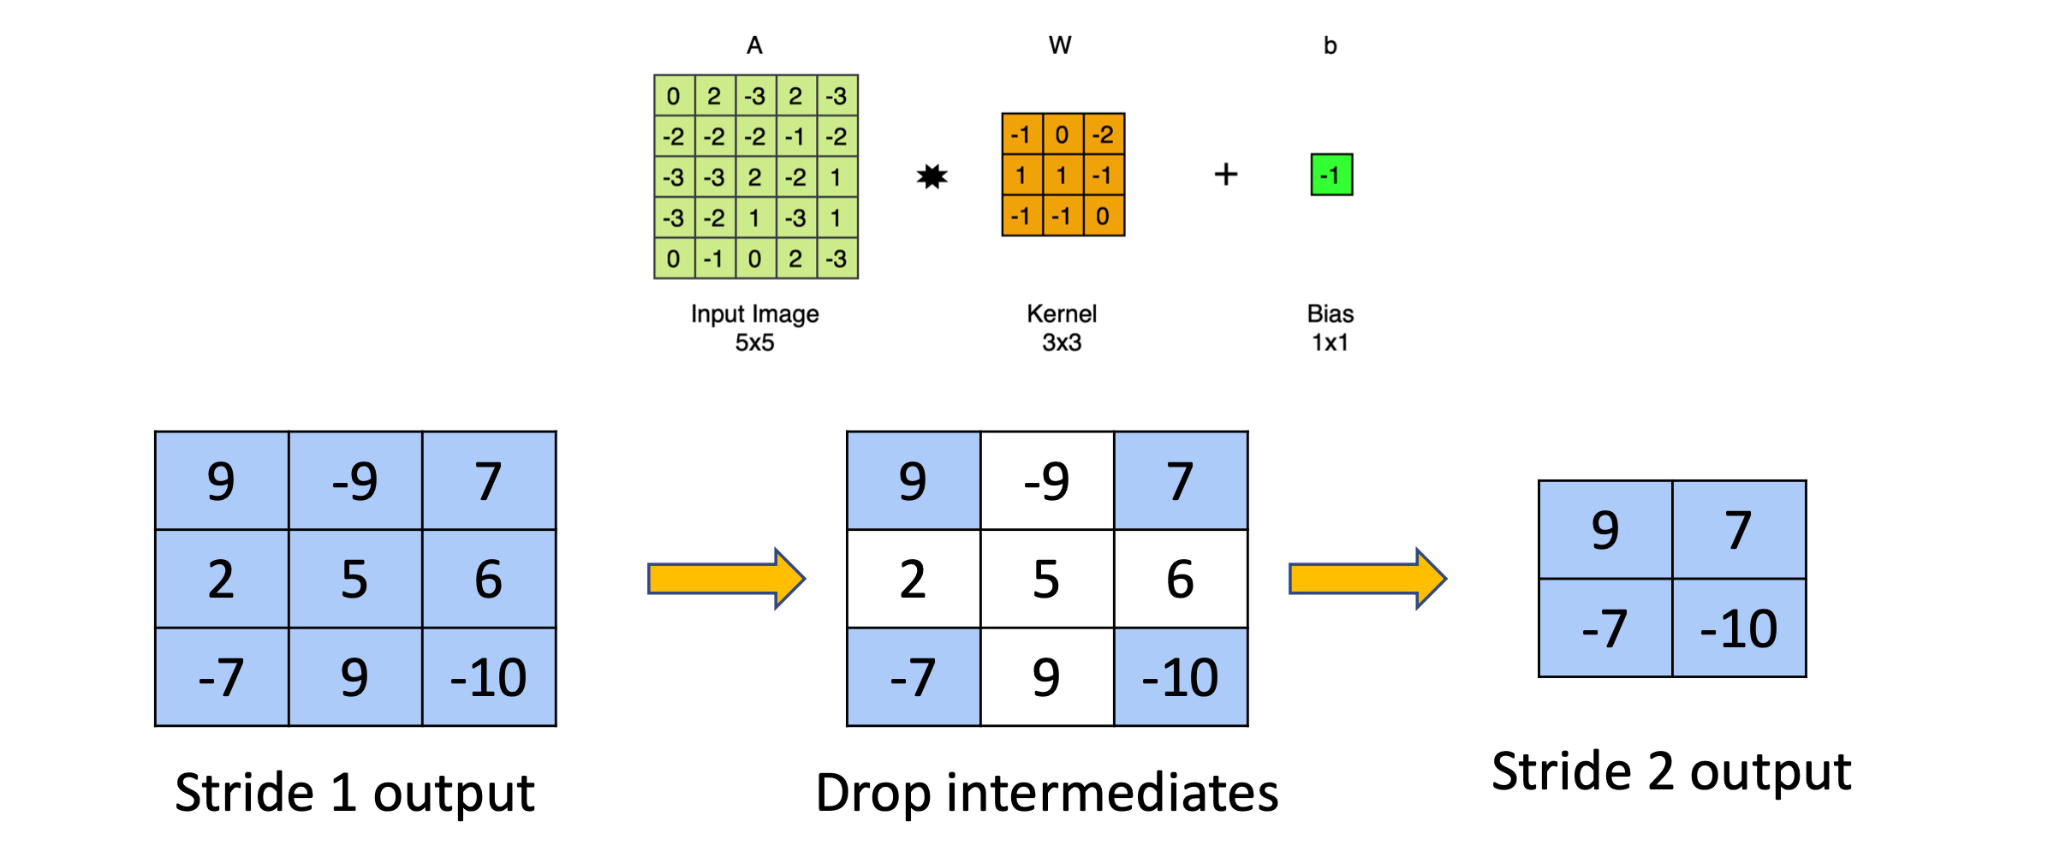 A W b
0 2 -3 2 -3
-2 -2 -2 -1 -2
-3 -3 2 -2 1
-3 -2 1 -3 1
0 -1 0 2 -3
-1 0 -2
1 1 -1
-1 -1 0
+
-1
Input Image
5x5
Kernel
3x3
Bias
1x1
9 -9 7
2 5 6
-7 9 -10
Stride 1 output
9 -9 7
2 5 6
-7 9 -10
Drop intermediates
9 7
-7 -10
Stride 2 output